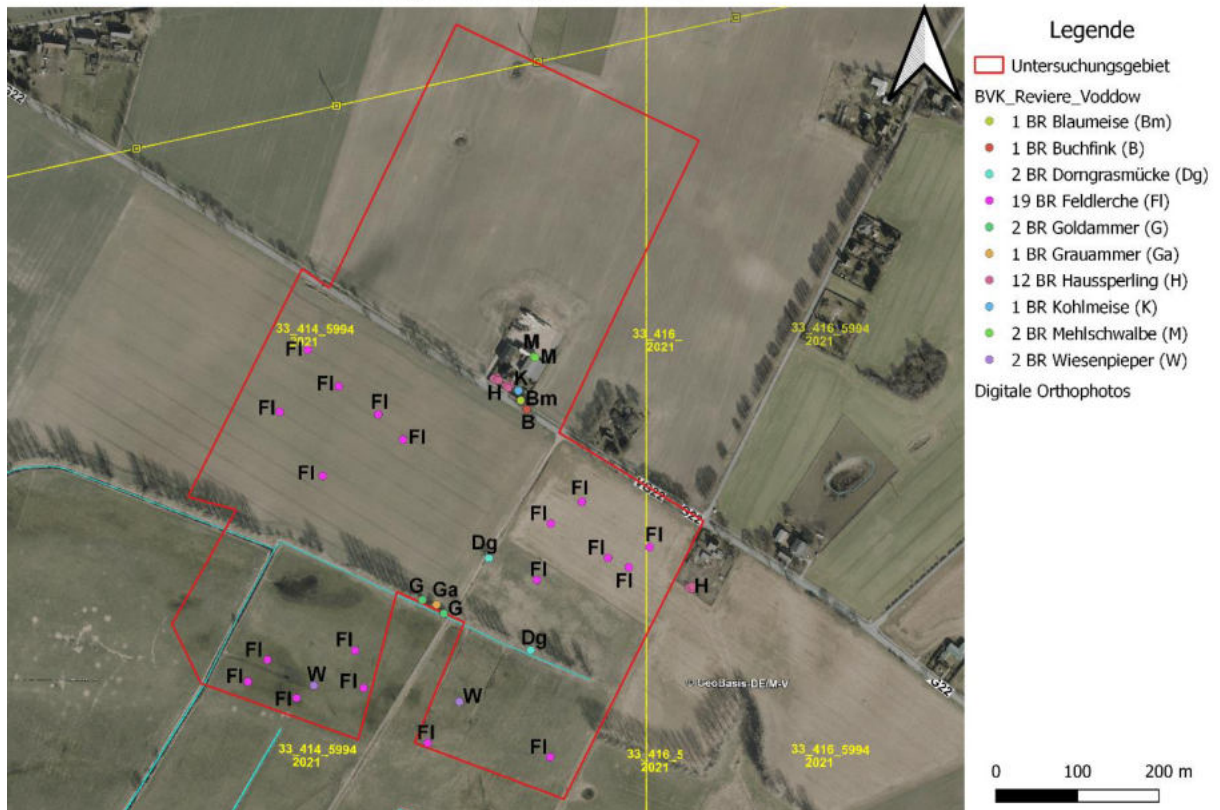 Legende
Untersuchungsgebiet
BVK_Reviere_Voddow
1 BR Blaumeise (Bm)
1 BR Buchfink (B)
2 BR Dorngrasmücke (Dg)
19 BR Feldlerche (Fl)
2 BR Goldammer (G)
1 BR Grauammer (Ga)
12 BR Haussperling (H)
1 BR Kohlmeise (K)
2 BR Mehlschwalbe (M)
2 BR Wiesenpieper (W)
Digitale Orthophotos
0 100 200 m
G22
33_414_5994
2021
33_416_
2021
33_416_5994
2021
Fl
Fl
Fl
Fl
Fl
Fl
M
M
K
H
Bm
B
VG22
G22
Fl
Fl
Fl
Fl
Fl
Fl
Dg
H
G
Ga
G
Dg
Fl
Fl
Fl
W
Fl
Fl
W
© GeoBasis-DE/M-V
G22
Fl
Fl
33_414_5994
2021
33_416_5
2021
33_416_5994
2021